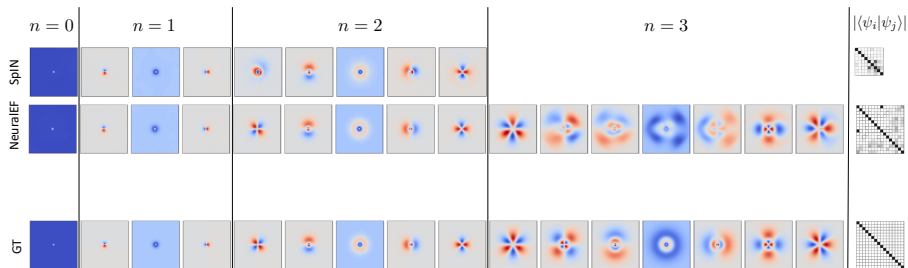 n = 0
n = 1
n = 2
n = 3
|⟨ψi|ψj⟩|
SpIN
NeuralEF
GT